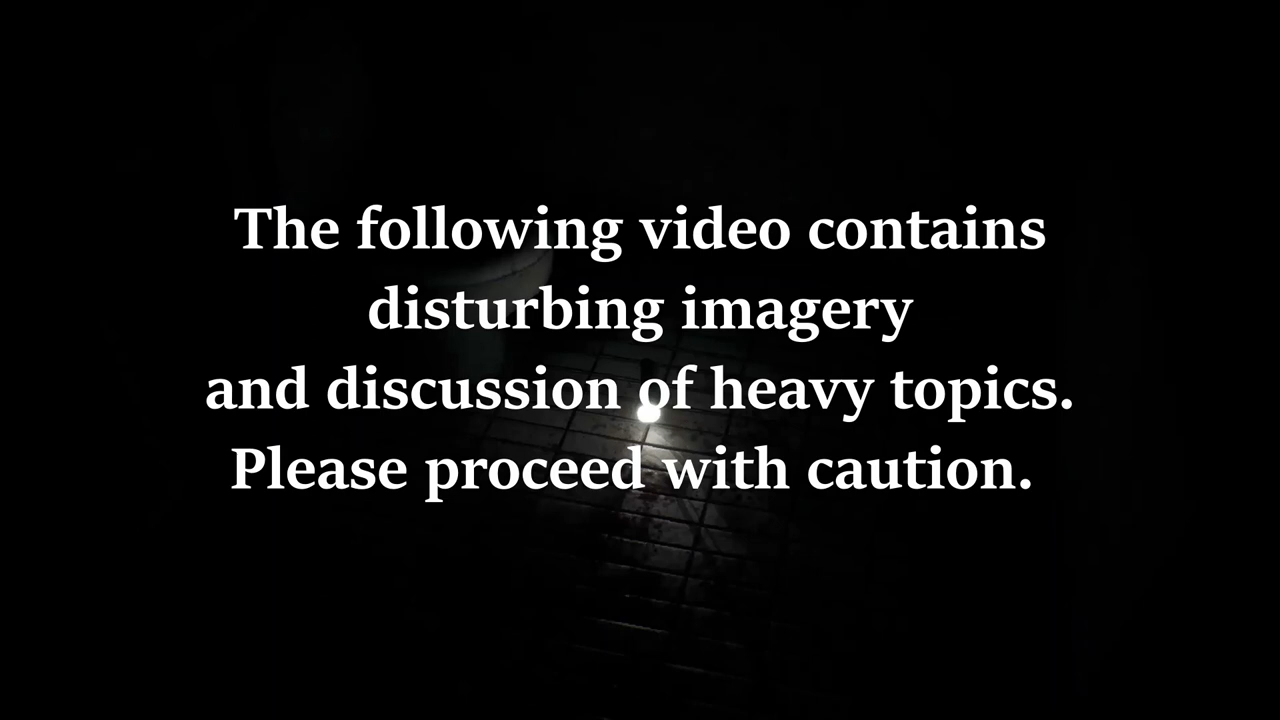 The following video contains
disturbing imagery
and discussion of heavy topics.
Please proceed with caution.